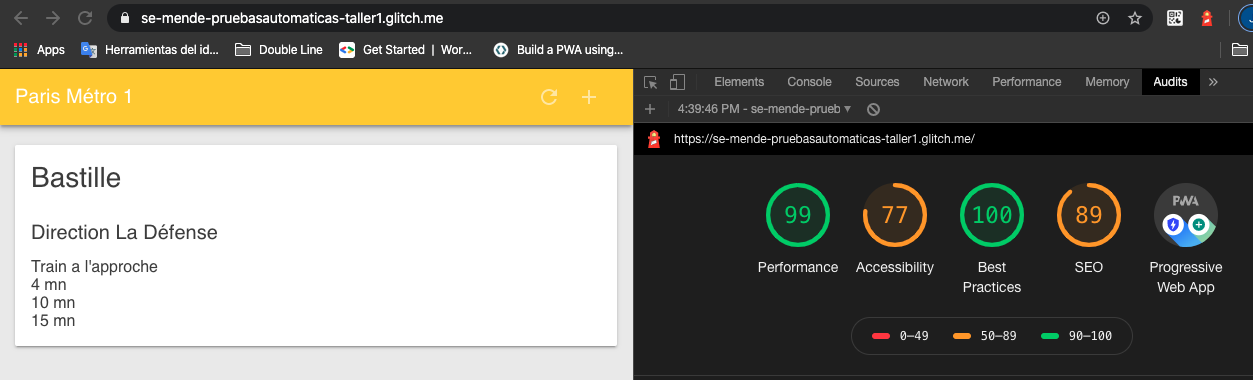 se-mende-pruebasautomaticas-taller1.glitch.me
Apps Herramientas del id... Double Line Get Started | Wor... Build a PWA using...
Paris Métro 1
Bastille
Direction La Défense
Train a l'approche
4 mn
10 mn
15 mn
Elements Console Sources Network Performance Memory Audits »
4:39:46 PM - se-mende-prueb
https://se-mende-pruebasautomaticas-taller1.glitch.me/
99 77 100 89 PWA
Performance Accessibility Best Practices SEO Progressive Web App
0–49 50–89 90–100